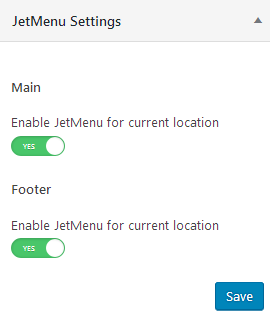 JetMenu Settings
Main
Enable JetMenu for current location
YES
Footer
Enable JetMenu for current location
YES
Save